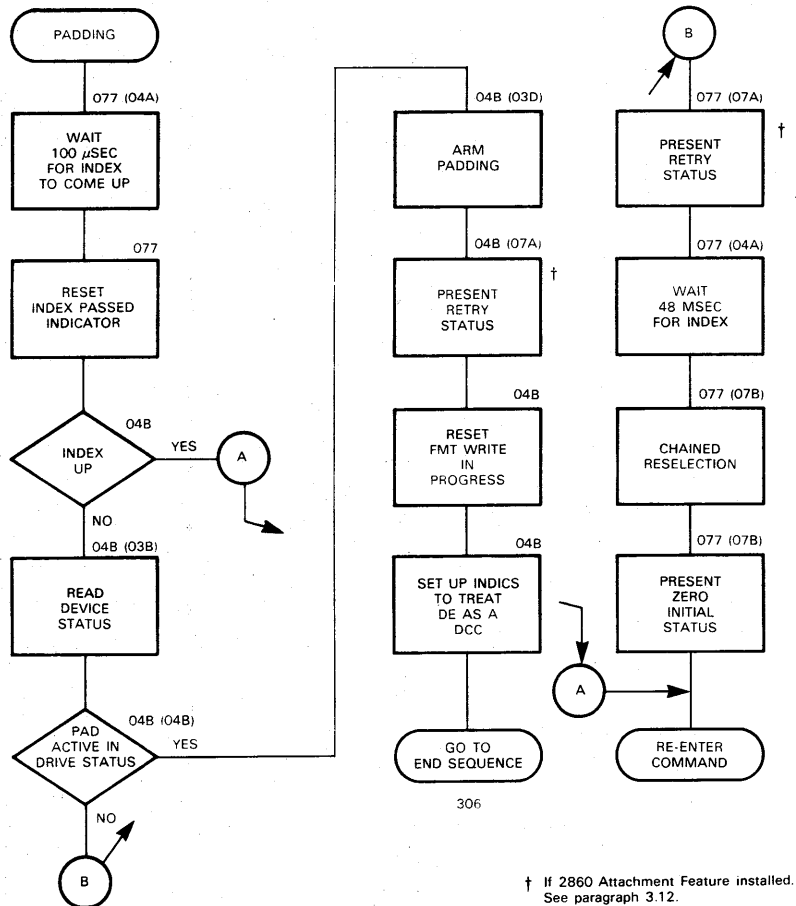 PADDING
077 (04A)
WAIT
100 µSEC
FOR INDEX
TO COME UP
077
RESET
INDEX PASSED
INDICATOR
04B
INDEX
UP
YES
A
NO
04B (03B)
READ
DEVICE
STATUS
04B (04B)
PAD
ACTIVE IN
DRIVE STATUS
YES
NO
B
04B (03D)
ARM
PADDING
04B (07A)
†
PRESENT
RETRY
STATUS
04B
RESET
FMT WRITE
IN
PROGRESS
04B
SET UP INDICS
TO TREAT
DE AS A
DCC
GO TO
END SEQUENCE
306
B
077 (07A)
†
PRESENT
RETRY
STATUS
077 (04A)
WAIT
48 MSEC
FOR INDEX
077 (07B)
CHAINED
RESELECTION
077 (07B)
PRESENT
ZERO
INITIAL
STATUS
A
RE-ENTER
COMMAND
† If 2860 Attachment Feature installed.
See paragraph 3.12.